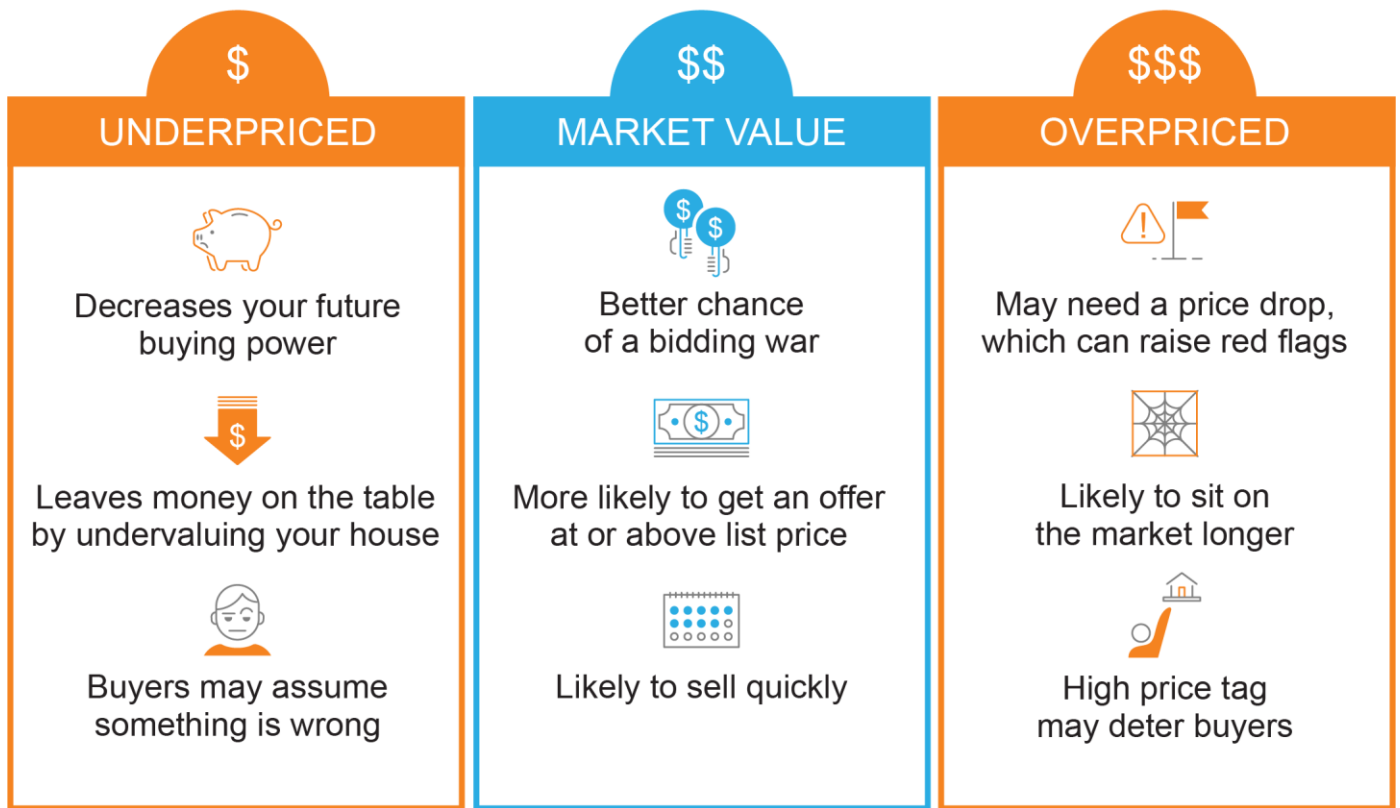 $
UNDERPRICED
Decreases your future
buying power
$
Leaves money on the table
by undervaluing your house
Buyers may assume
something is wrong
$$
MARKET VALUE
$
$
Better chance
of a bidding war
$
More likely to get an offer
at or above list price
Likely to sell quickly
$$$
OVERPRICED
!
May need a price drop,
which can raise red flags
Likely to sit on
the market longer
High price tag
may deter buyers